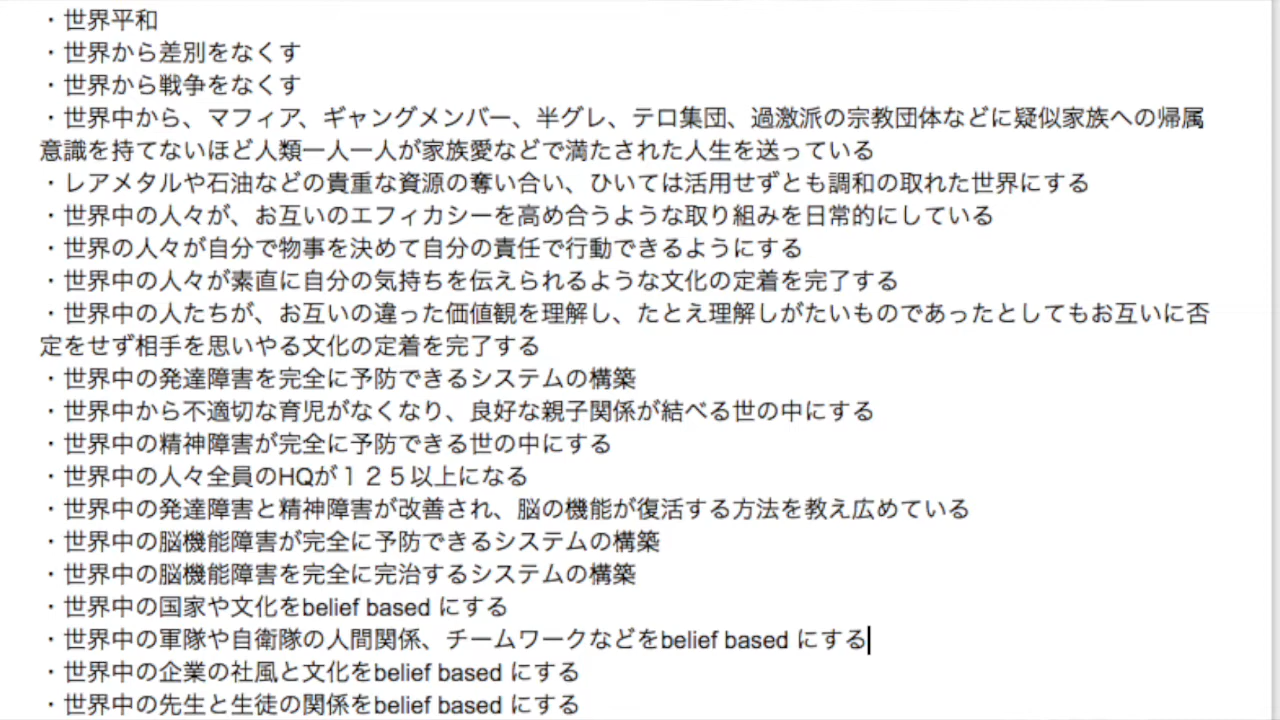 ・世界平和
・世界から差別をなくす
・世界から戦争をなくす
・世界中から、マフィア、ギャングメンバー、半グレ、テロ集団、過激派の宗教団体などに疑似家族への帰属
意識を持てないほど人類一人一人が家族愛などで満たされた人生を送っている
・レアメタルや石油などの貴重な資源の奪い合い、ひいては活用せずとも調和の取れた世界にする
・世界中の人々が、お互いのエフィカシーを高め合うような取り組みを日常的にしている
・世界の人々が自分で物事を決めて自分の責任で行動できるようにする
・世界中の人々が素直に自分の気持ちを伝えられるような文化の定着を完了する
・世界中の人たちが、お互いの違った価値観を理解し、たとえ理解しがたいものであったとしてもお互いに否
定をせず相手を思いやる文化の定着を完了する
・世界中の発達障害を完全に予防できるシステムの構築
・世界中から不適切な育児がなくなり、良好な親子関係が結べる世の中にする
・世界中の精神障害が完全に予防できる世の中にする
・世界中の人々全員のHQが１２５以上になる
・世界中の発達障害と精神障害が改善され、脳の機能が復活する方法を教え広めている
・世界中の脳機能障害が完全に予防できるシステムの構築
・世界中の脳機能障害を完全に完治するシステムの構築
・世界中の国家や文化をbelief based にする
・世界中の軍隊や自衛隊の人間関係、チームワークなどをbelief based にする
・世界中の企業の社風と文化をbelief based にする
・世界中の先生と生徒の関係をbelief based にする